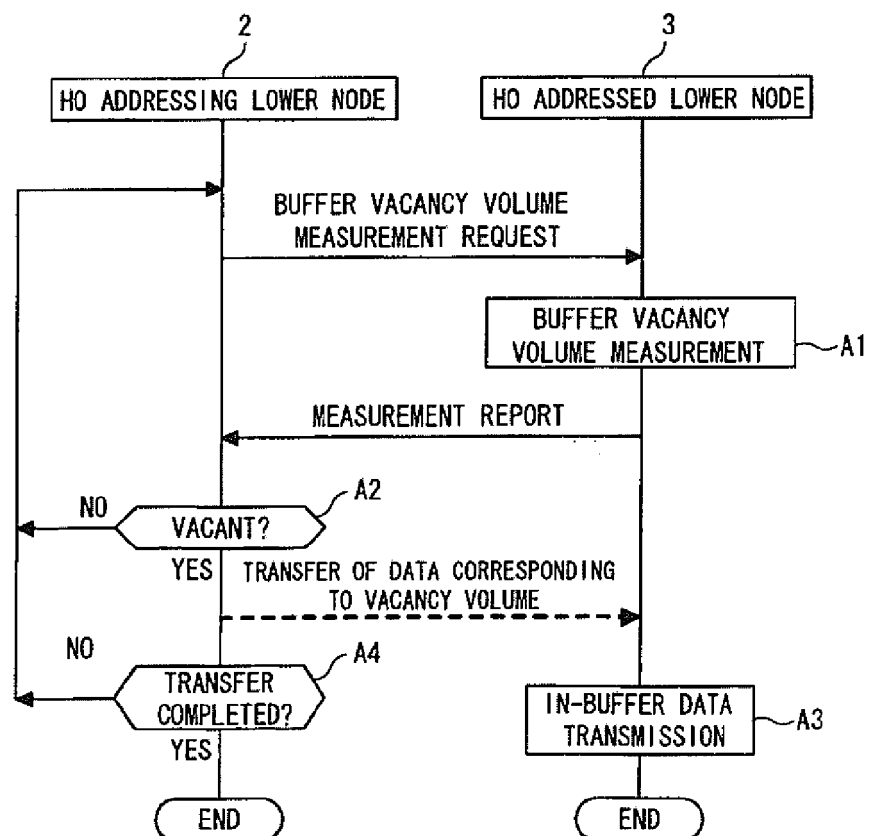 2
3
HO ADDRESSING LOWER NODE
HO ADDRESSED LOWER NODE
BUFFER VACANCY VOLUME
MEASUREMENT REQUEST
BUFFER VACANCY
VOLUME MEASUREMENT
A1
MEASUREMENT REPORT
A2
NO
VACANT?
YES
TRANSFER OF DATA CORRESPONDING
TO VACANCY VOLUME
NO
A4
TRANSFER
COMPLETED?
IN-BUFFER DATA
TRANSMISSION
A3
YES
END
END